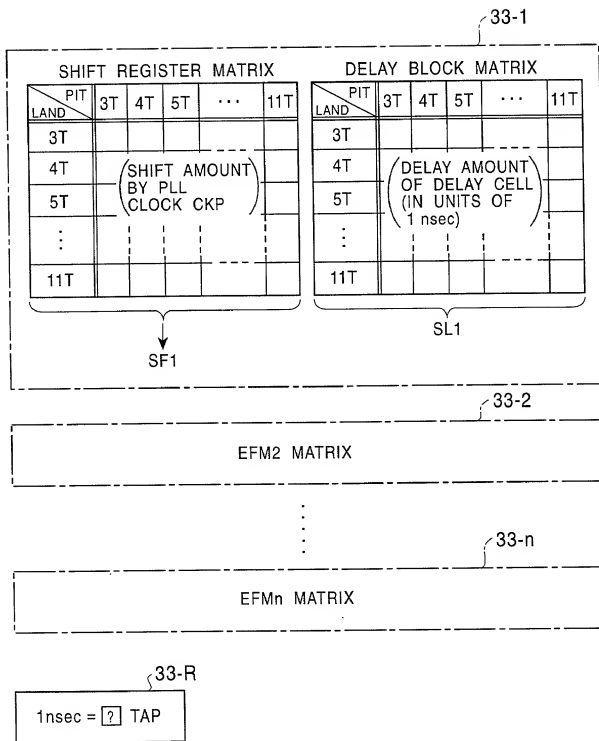 33-1
SHIFT REGISTER MATRIX
PIT
LAND
3T 4T 5T ... 11T
3T
4T
5T
⋮
11T
(SHIFT AMOUNT
BY PLL
CLOCK CKP)
SF1
DELAY BLOCK MATRIX
PIT
LAND
3T 4T 5T ... 11T
3T
4T
5T
⋮
11T
(DELAY AMOUNT
OF DELAY CELL
(IN UNITS OF
1 nsec))
SL1
33-2
EFM2 MATRIX
33-n
EFMn MATRIX
33-R
1nsec = ? TAP